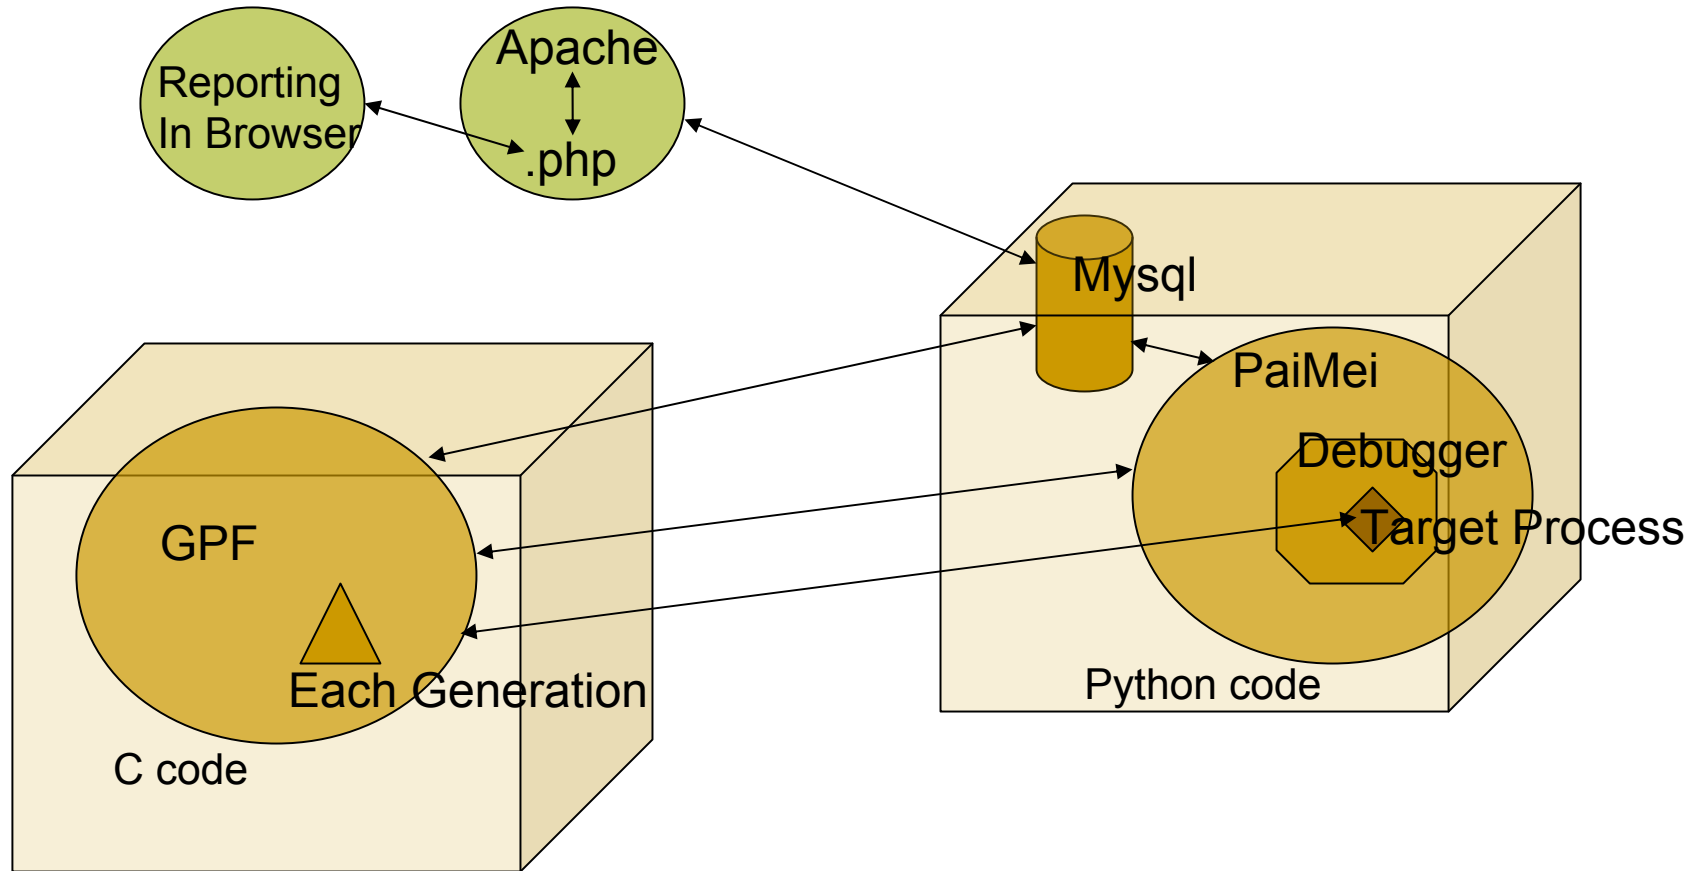 Reporting
In Browser
Apache
.php
Mysql
PaiMei
Debugger
Target Process
Python code
GPF
Each Generation
C code